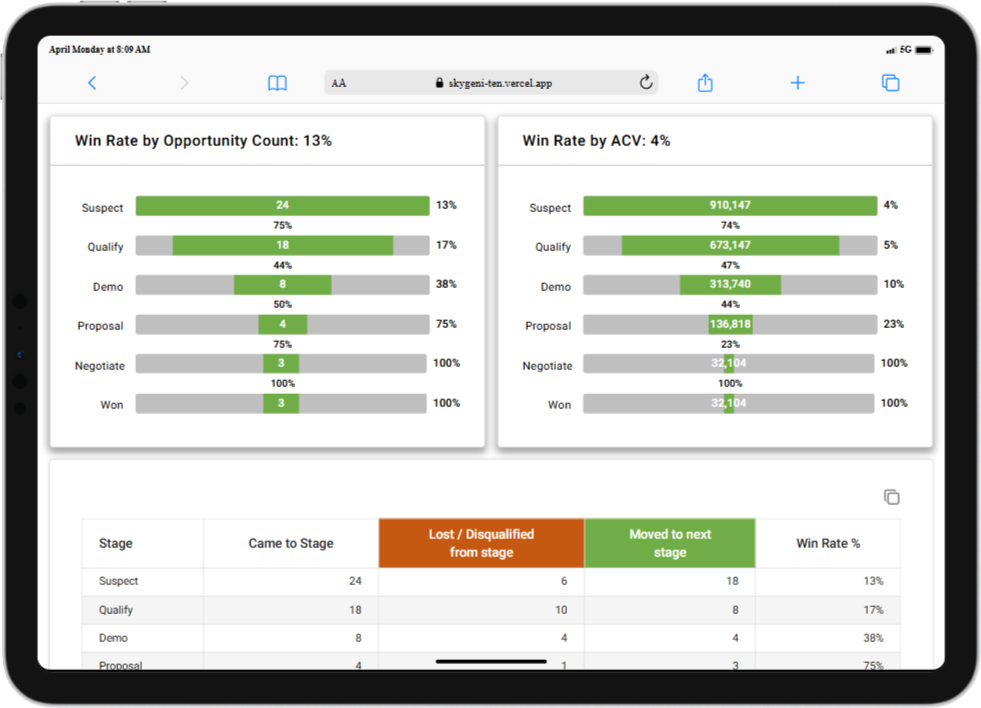 April Monday at 8:09 AM
5G
AA
skygeni-ten.vercel.app
Win Rate by Opportunity Count: 13%
Suspect 24 13%
75%
Qualify 18 17%
44%
Demo 8 38%
50%
Proposal 4 75%
75%
Negotiate 3 100%
100%
Won 3 100%
Win Rate by ACV: 4%
Suspect 910,147 4%
74%
Qualify 673,147 5%
47%
Demo 313,740 10%
44%
Proposal 136,818 23%
23%
Negotiate 32,104 100%
100%
Won 32,104 100%
Stage Came to Stage Lost / Disqualified from stage Moved to next stage Win Rate %
Suspect 24 6 18 13%
Qualify 18 10 8 17%
Demo 8 4 4 38%
Proposal 4 1 3 75%